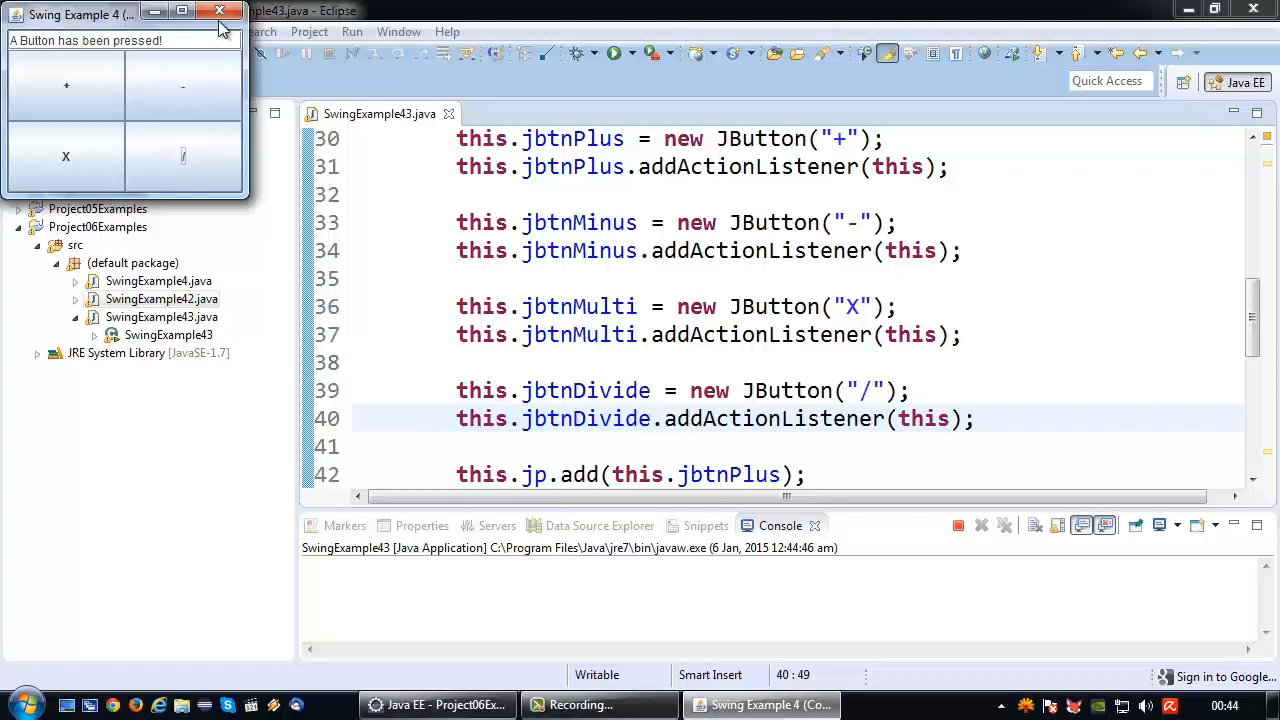 Swing Example 4 (...
mple43.java - Eclipse
earch Project Run Window Help
A Button has been pressed!
+ -
X /
Quick Access
Java EE
SwingExample43.java
30 this.jbtnPlus = new JButton("+");
31 this.jbtnPlus.addActionListener(this);
32
33 this.jbtnMinus = new JButton("-");
34 this.jbtnMinus.addActionListener(this);
35
36 this.jbtnMulti = new JButton("X");
37 this.jbtnMulti.addActionListener(this);
38
39 this.jbtnDivide = new JButton("/");
40 this.jbtnDivide.addActionListener(this);
41
42 this.jp.add(this.jbtnPlus);
Project05Examples
Project06Examples
src
(default package)
SwingExample4.java
SwingExample42.java
SwingExample43.java
SwingExample43
JRE System Library [JavaSE-1.7]
Markers Properties Servers Data Source Explorer Snippets Console
SwingExample43 [Java Application] C:\Program Files\Java\jre7\bin\javaw.exe (6 Jan, 2015 12:44:46 am)
Writable Smart Insert 40 : 49 Sign in to Google...
Java EE - Project06Ex... Recording... Swing Example 4 (Co... 00:44